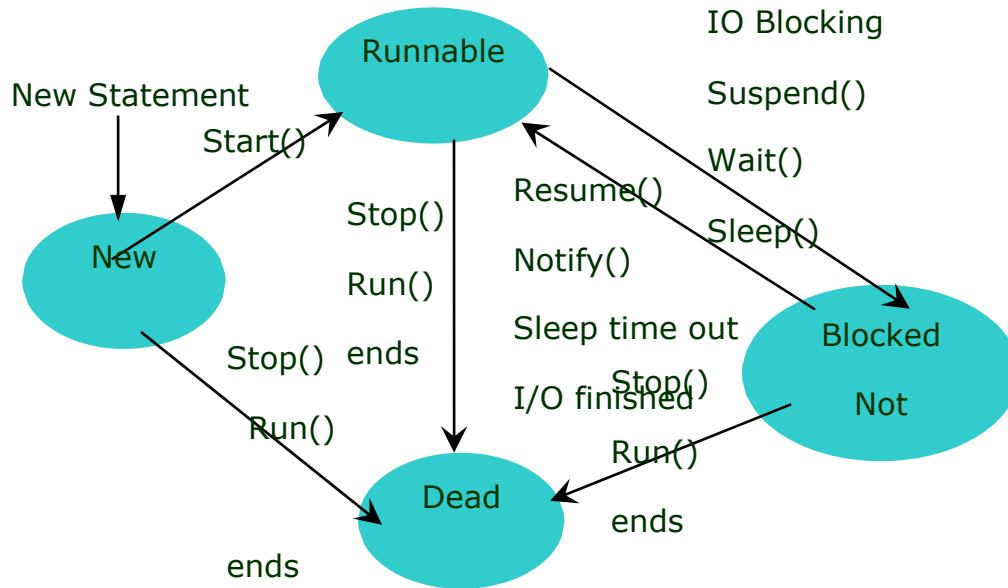 IO Blocking
Runnable
Suspend()
New Statement
Start()
Wait()
Resume()
Stop()
Sleep()
New
Notify()
Run()
Sleep time out
Blocked
Stop()
ends
Stop()
I/O finished
Not
Run()
Run()
Dead
ends
ends